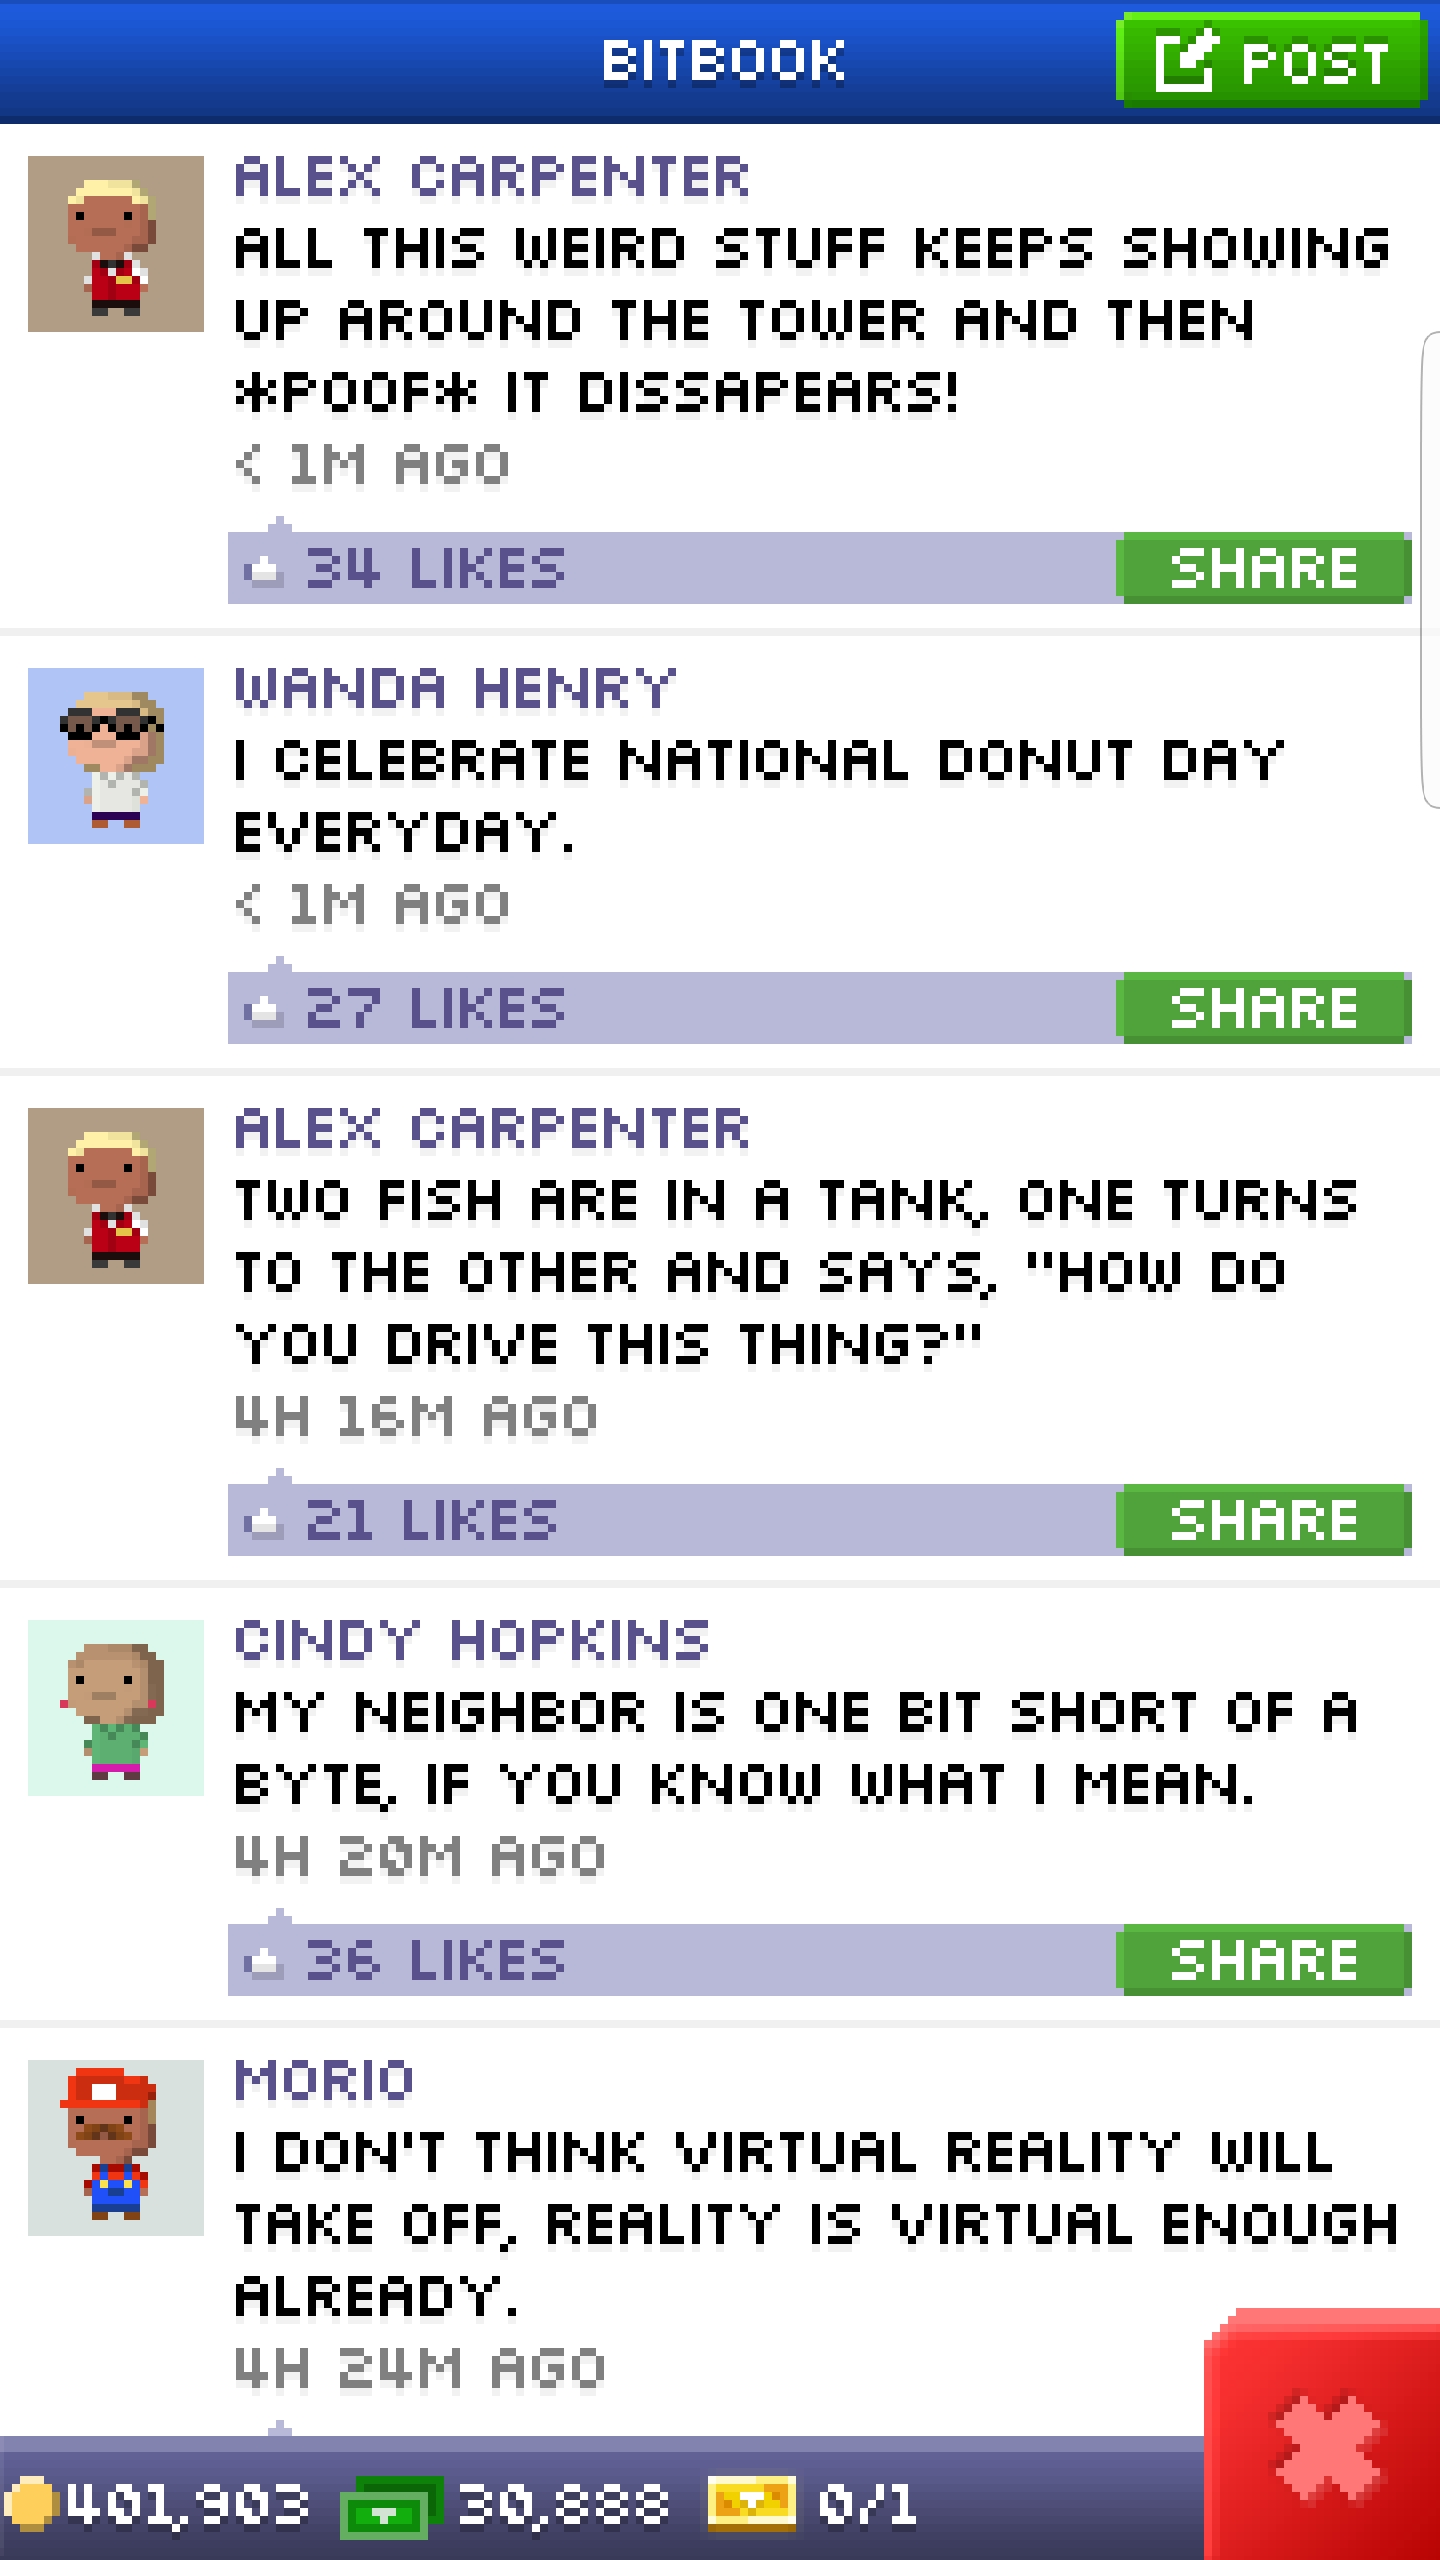 BITBOOK
POST
ALEX CARPENTER
ALL THIS WEIRD STUFF KEEPS SHOWING
UP AROUND THE TOWER AND THEN
*POOF* IT DISSAPEARS!
< 1M AGO
34 LIKES
SHARE
WANDA HENRY
I CELEBRATE NATIONAL DONUT DAY
EVERYDAY.
< 1M AGO
27 LIKES
SHARE
ALEX CARPENTER
TWO FISH ARE IN A TANK, ONE TURNS
TO THE OTHER AND SAYS, "HOW DO
YOU DRIVE THIS THING?"
4H 16M AGO
21 LIKES
SHARE
CINDY HOPKINS
MY NEIGHBOR IS ONE BIT SHORT OF A
BYTE, IF YOU KNOW WHAT I MEAN.
4H 20M AGO
36 LIKES
SHARE
MORIO
I DON'T THINK VIRTUAL REALITY WILL
TAKE OFF, REALITY IS VIRTUAL ENOUGH
ALREADY.
4H 24M AGO
401,903 30,888 0/1